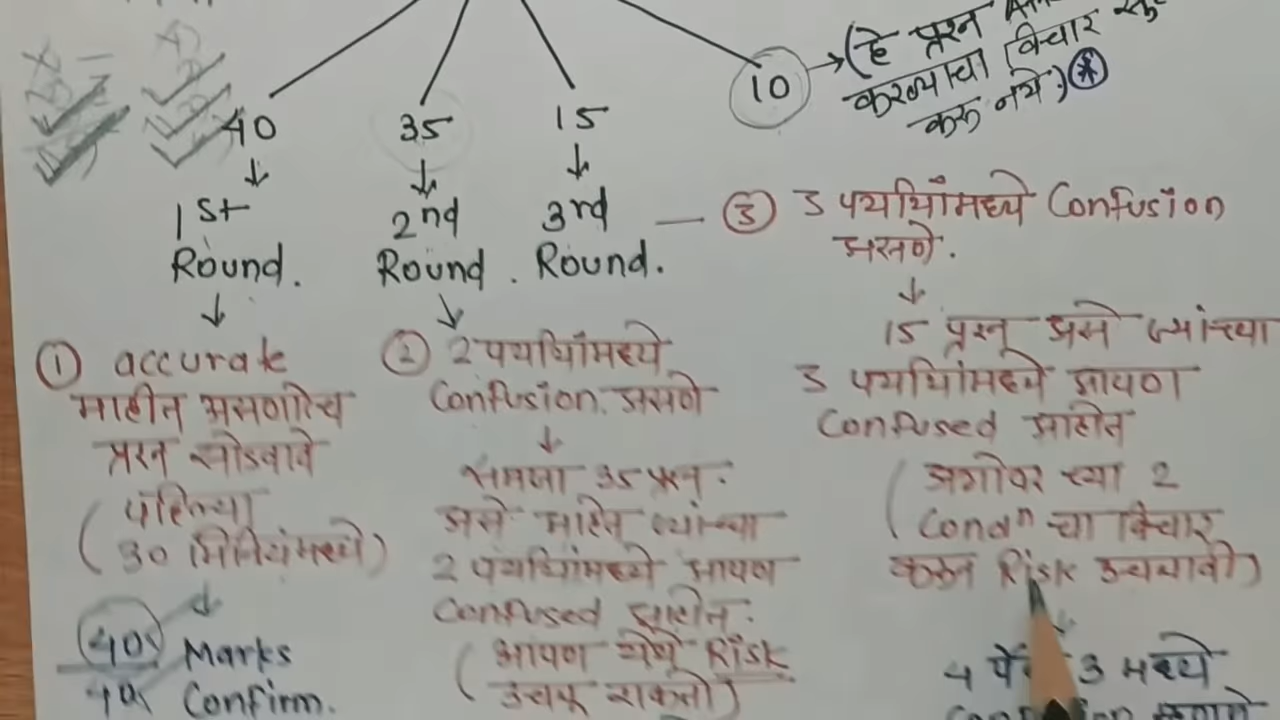 40
35
15
10 → (हे प्रश्न
करण्याचा विचार
करू नये.) *
1st Round.
2nd Round.
3rd Round. —
③ 3 पर्यायांमध्ये Confusion
असणे.
15 प्रश्न असे ज्यांच्या
3 पर्यायांमध्ये आपण
Confused आहोत
(अगोदर च्या 2
Condⁿ चा विचार
करून Risk उचलावी)
4 पैकी 3 मध्ये
① accurate
माहीत असणारेच
प्रश्न सोडवावे
(पहिल्या
30 मिनिटांमध्ये)
40 Marks
Confirm.
② 2 पर्यायांमध्ये
Confusion असणे
समजा 35 प्रश्न.
असे आहेत ज्यांच्या
2 पर्यायांमध्ये आपण
Confused आहोत.
(आपण येथे Risk
उचलू शकतो)